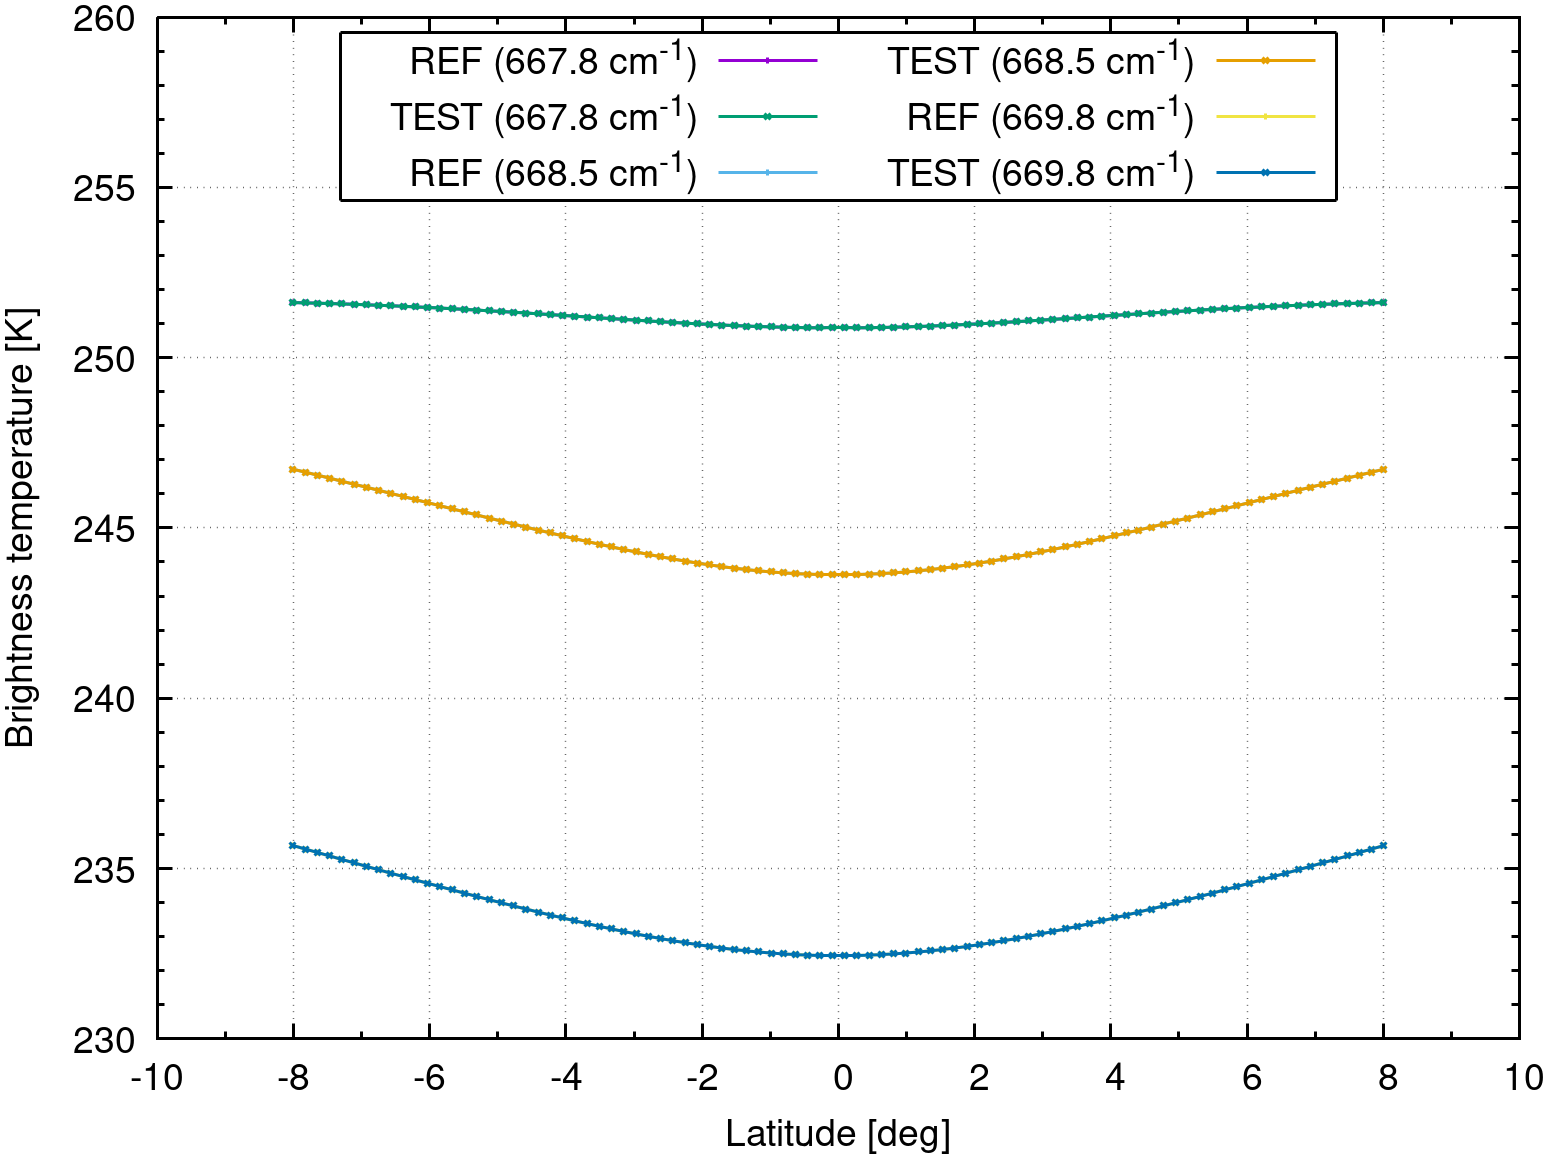 260
255
250
245
240
235
230
Brightness temperature [K]
REF (667.8 cm-1)
TEST (667.8 cm-1)
REF (668.5 cm-1)
TEST (668.5 cm-1)
REF (669.8 cm-1)
TEST (669.8 cm-1)
-10 -8 -6 -4 -2 0 2 4 6 8 10
Latitude [deg]